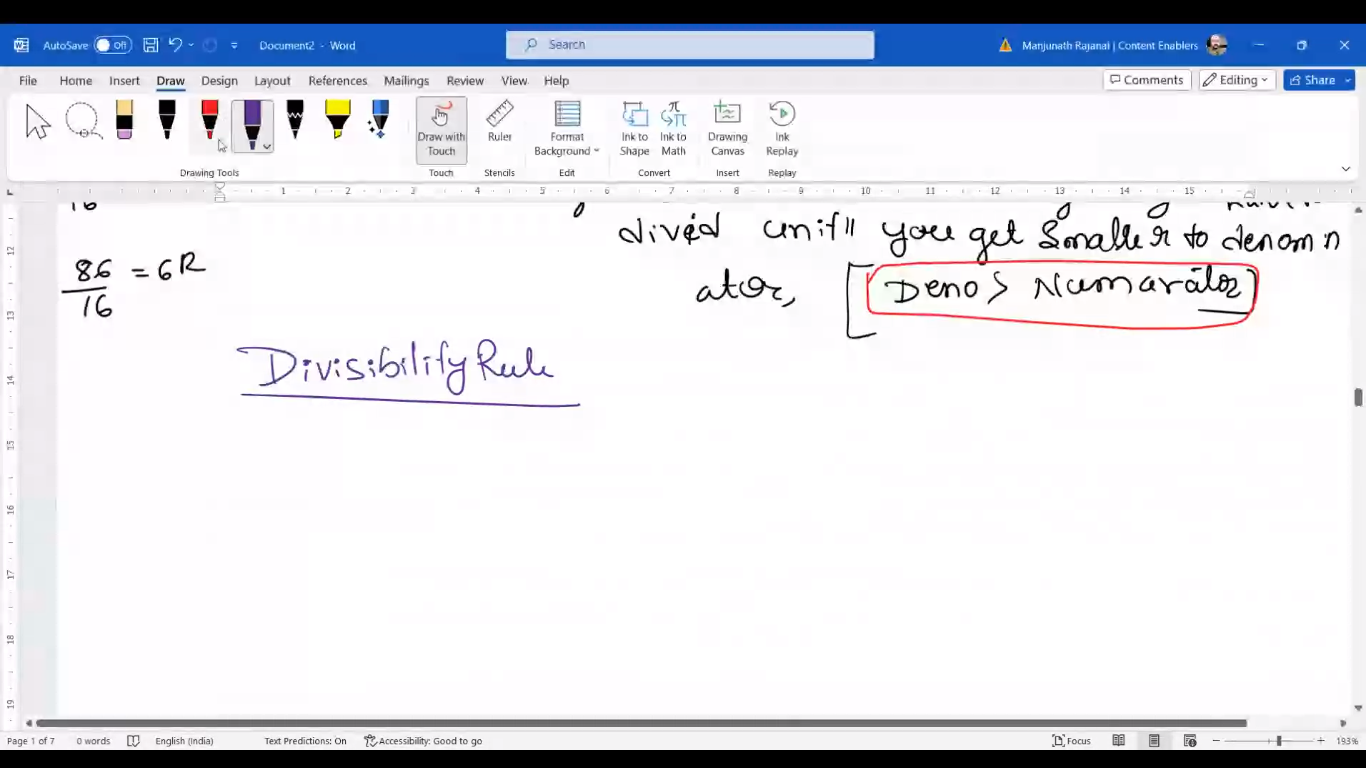 AutoSave Off Document2 - Word Search Manjunath Rajanal | Content Enablers
File Home Insert Draw Design Layout References Mailings Review View Help Comments Editing Share
Draw with Touch Ruler Format Background Ink to Shape Ink to Math Drawing Canvas Ink Replay
Drawing Tools Touch Stencils Edit Convert Insert Replay
1 2 3 4 5 6 7 8 9 10 11 12 13 14 15
16
divid until you get Smaller to denomin
86 = 6R
16
ator, [ Deno > Numarator ]
Divisibility Rule
12
13
14
15
16
17
18
19
Page 1 of 7 0 words English (India) Text Predictions: On Accessibility: Good to go Focus 193%